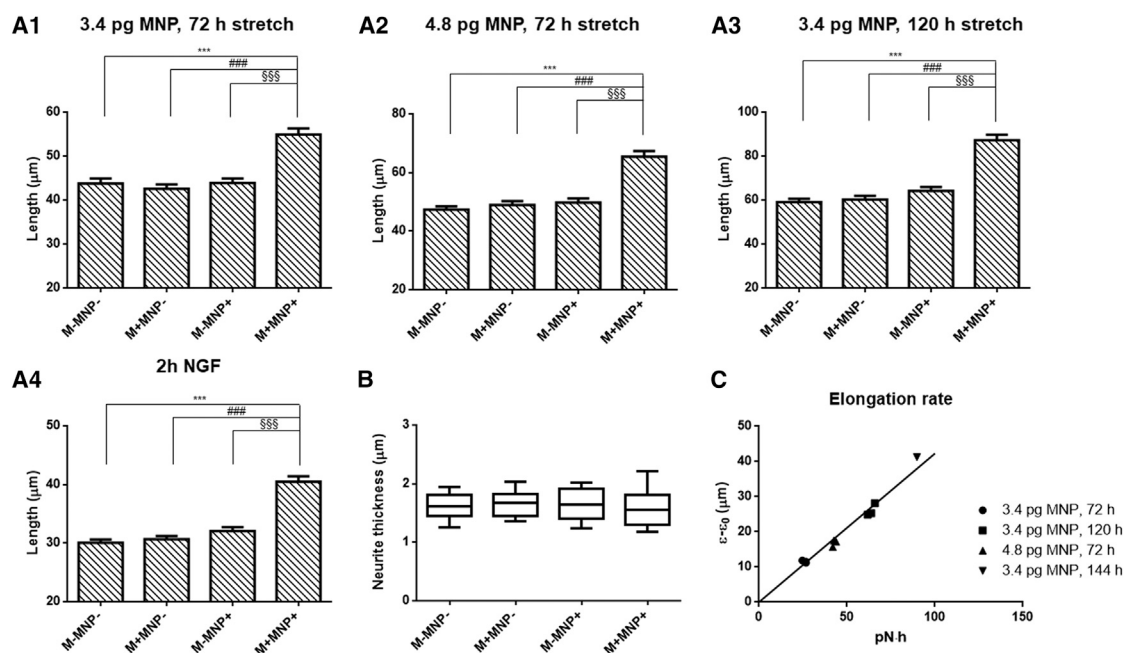 A1
3.4 pg MNP, 72 h stretch
***
###
§§§
60
50
40
30
20
Length (µm)
M-MNP-
M+MNP-
M-MNP+
M+MNP+
A2
4.8 pg MNP, 72 h stretch
***
###
§§§
80
60
40
20
Length (µm)
M-MNP-
M+MNP-
M-MNP+
M+MNP+
A3
3.4 pg MNP, 120 h stretch
***
###
§§§
100
80
60
40
20
Length (µm)
M-MNP-
M+MNP-
M-MNP+
M+MNP+
A4
2h NGF
***
###
§§§
50
40
30
20
Length (µm)
M-MNP-
M+MNP-
M-MNP+
M+MNP+
B
3
2
1
0
Neurite thickness (µm)
M-MNP-
M+MNP-
M-MNP+
M+MNP+
C
Elongation rate
50
40
30
20
10
0
ε-ε0 (µm)
0
50
100
150
pN·h
3.4 pg MNP, 72 h
3.4 pg MNP, 120 h
4.8 pg MNP, 72 h
3.4 pg MNP, 144 h